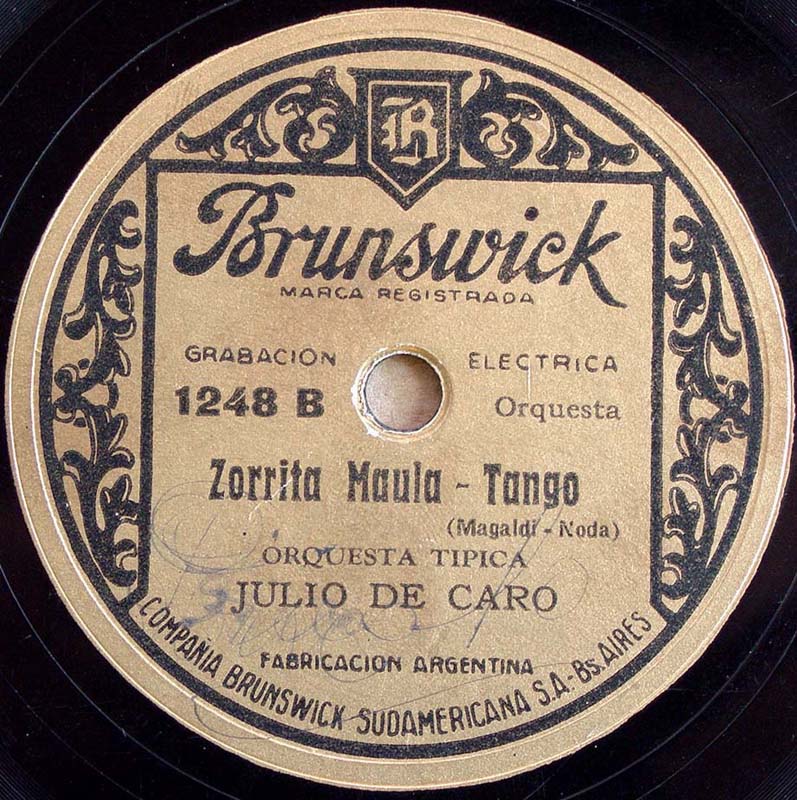 B
Brunswick
MARCA REGISTRADA
GRABACION ELECTRICA
1248 B Orquesta
Zorrita Maula - Tango
(Magaldi - Noda)
ORQUESTA TIPICA
JULIO DE CARO
FABRICACION ARGENTINA
COMPAÑIA BRUNSWICK SUDAMERICANA S.A.-Bs. AIRES